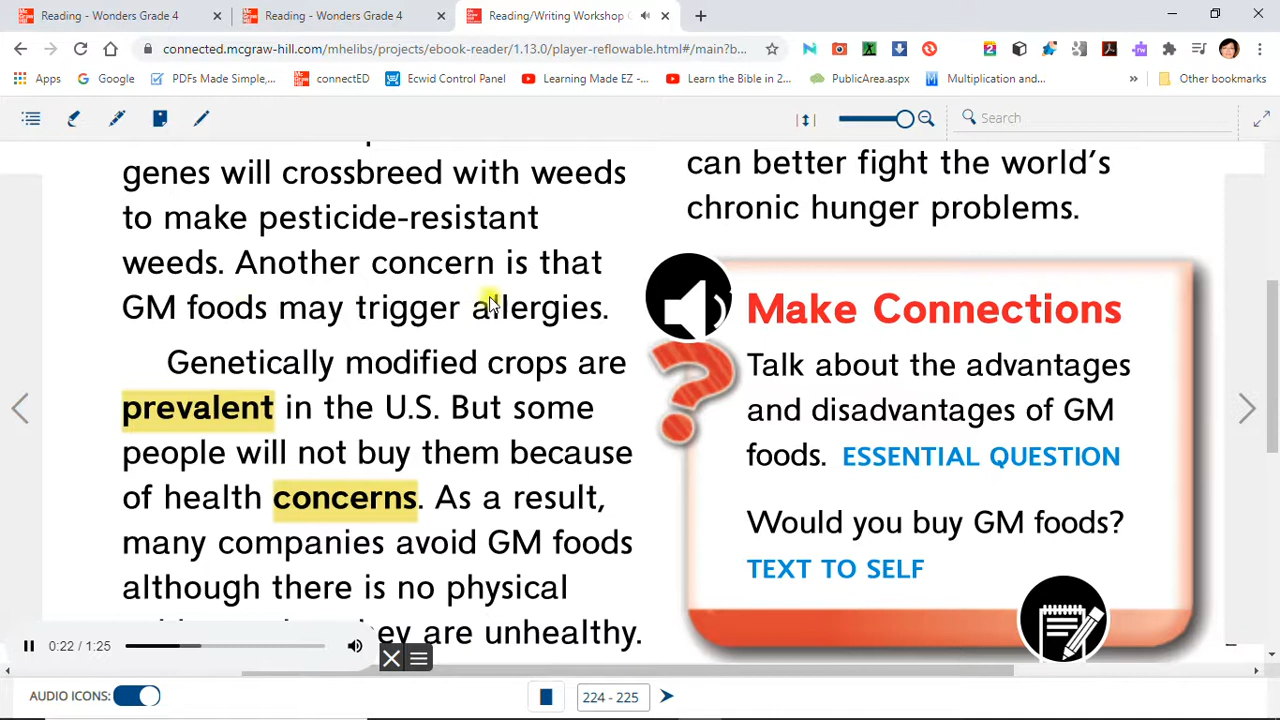 Reading - Wonders Grade 4
Reading - Wonders Grade 4
Reading/Writing Workshop
connected.mcgraw-hill.com/mhelibs/projects/ebook-reader/1.13.0/player-reflowable.html#/main?b...
Apps
Google
PDFs Made Simple,...
connectED
Ecwid Control Panel
Learning Made EZ -...
Learn the Bible in 2...
PublicArea.aspx
Multiplication and...
»
Other bookmarks
Search
genes will crossbreed with weeds
to make pesticide-resistant
weeds. Another concern is that
GM foods may trigger allergies.
Genetically modified crops are
prevalent in the U.S. But some
people will not buy them because
of health concerns. As a result,
many companies avoid GM foods
although there is no physical
they are unhealthy.
can better fight the world's
chronic hunger problems.
Make Connections
Talk about the advantages
and disadvantages of GM
foods. ESSENTIAL QUESTION
Would you buy GM foods?
TEXT TO SELF
0:22 / 1:25
AUDIO ICONS:
224 - 225